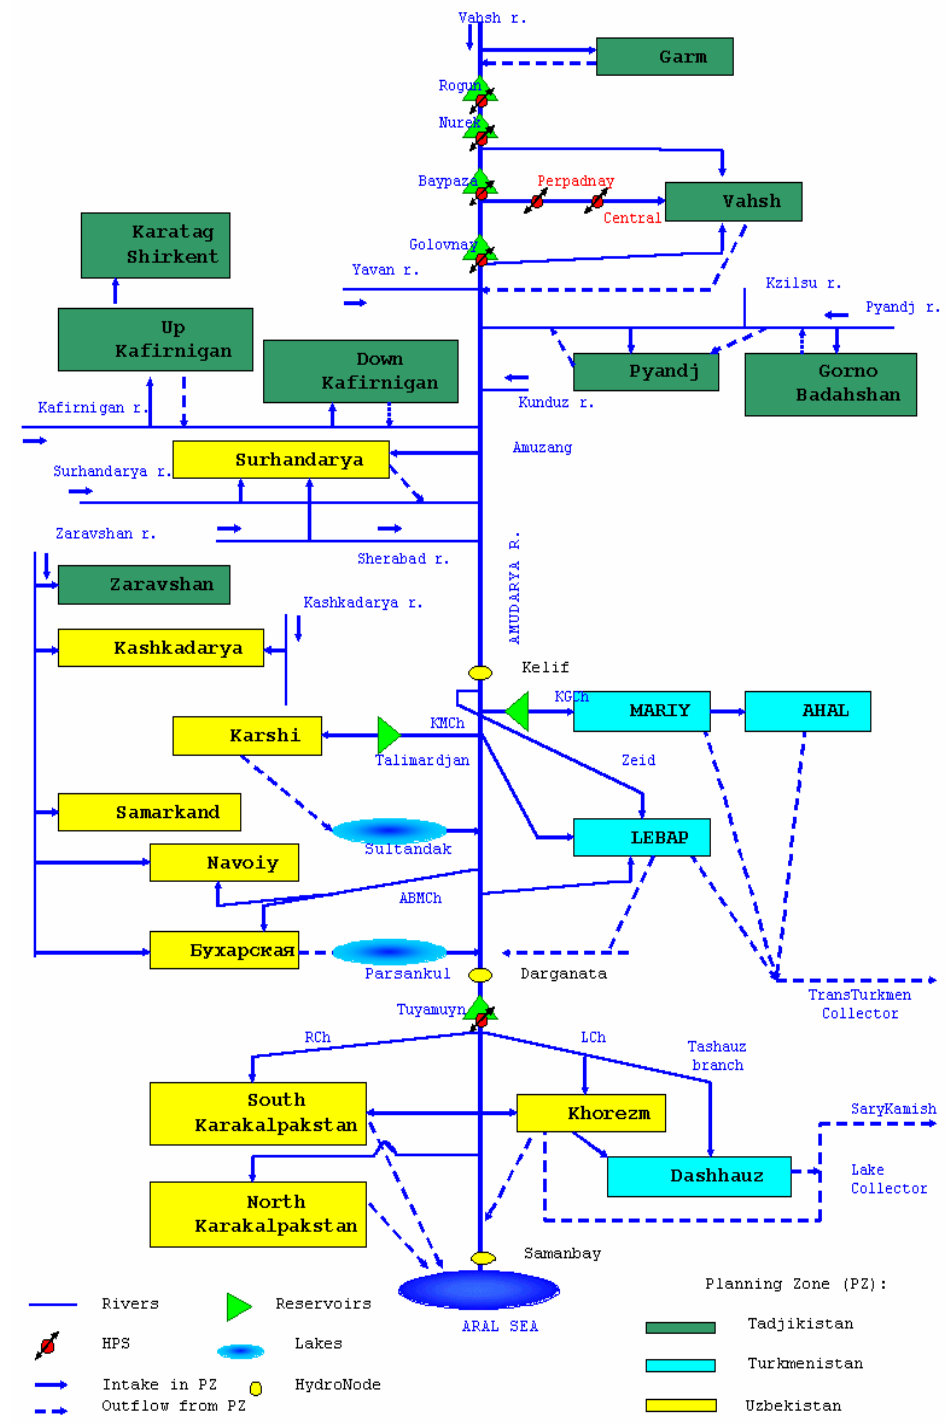 Vahsh r.
Garm
Rogun
Nurek
Baypaza
Perpadnay
Vahsh
Central
Karatag
Shirkent
Golovnay
Yavan r.
Kzilsu r.
Pyandj r.
Up
Kafirnigan
Down
Kafirnigan
Pyandj
Gorno
Badahshan
Kafirnigan r.
Kunduz r.
Amuzang
Surhandarya
Surhandarya r.
Zaravshan r.
Sherabad r.
AMUDARYA R.
Zaravshan
Kashkadarya r.
Kashkadarya
Kelif
KGCh
MARIY
AHAL
Karshi
KMCh
Talimardjan
Zeid
Samarkand
LEBAP
Sultandak
Navoiy
ABMCh
Бухарская
Parsankul
Darganata
TransTurkmen
Collector
Tuyamuyn
RCh
LCh
Tashauz
branch
South
Karakalpakstan
Khorezm
SaryKamish
Dashhauz
Lake
Collector
North
Karakalpakstan
Samanbay
ARAL SEA
Rivers
Reservoirs
HPS
Lakes
Intake in PZ
HydroNode
Outflow from PZ
Planning Zone (PZ):
Tadjikistan
Turkmenistan
Uzbekistan